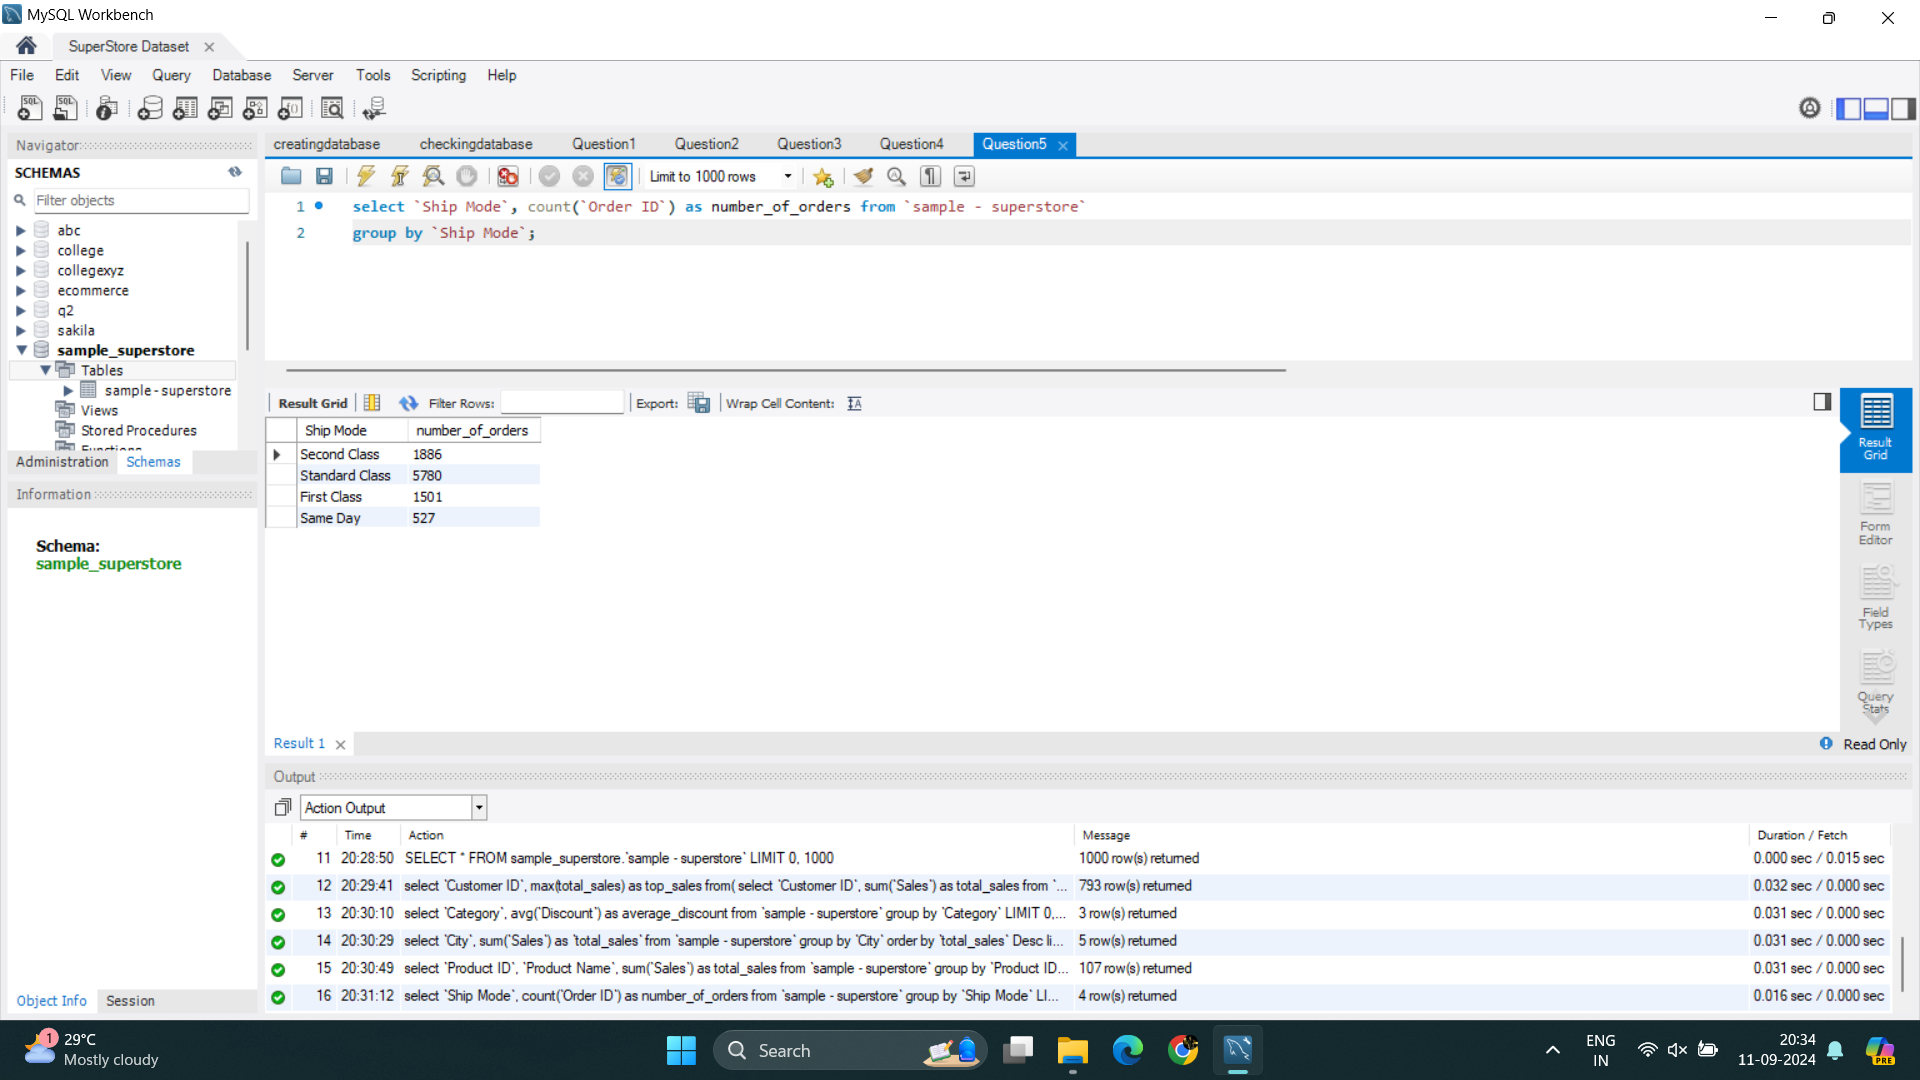 MySQL Workbench
SuperStore Dataset
File Edit View Query Database Server Tools Scripting Help
Navigator
SCHEMAS
Filter objects
abc
college
collegexyz
ecommerce
q2
sakila
sample_superstore
Tables
sample - superstore
Views
Stored Procedures
Functions
Administration Schemas
Information
Schema:
sample_superstore
Object Info Session
creatingdatabase checkingdatabase Question1 Question2 Question3 Question4 Question5
Limit to 1000 rows
1 select `Ship Mode`, count(`Order ID`) as number_of_orders from `sample - superstore`
2 group by `Ship Mode`;
Result Grid Filter Rows: Export: Wrap Cell Content:
Ship Mode number_of_orders
Second Class 1886
Standard Class 5780
First Class 1501
Same Day 527
Result
Grid
Form
Editor
Field
Types
Query
Stats
Result 1
Read Only
Output
Action Output
# Time Action Message Duration / Fetch
11 20:28:50 SELECT * FROM sample_superstore.`sample - superstore` LIMIT 0, 1000 1000 row(s) returned 0.000 sec / 0.015 sec
12 20:29:41 select `Customer ID`, max(total_sales) as top_sales from( select `Customer ID`, sum(`Sales`) as total_sales from `... 793 row(s) returned 0.032 sec / 0.000 sec
13 20:30:10 select `Category`, avg(`Discount`) as average_discount from `sample - superstore` group by `Category` LIMIT 0,... 3 row(s) returned 0.031 sec / 0.000 sec
14 20:30:29 select `City`, sum(`Sales`) as `total_sales` from `sample - superstore` group by `City` order by `total_sales` Desc li... 5 row(s) returned 0.031 sec / 0.000 sec
15 20:30:49 select `Product ID`, `Product Name`, sum(`Sales`) as total_sales from `sample - superstore` group by `Product ID... 107 row(s) returned 0.031 sec / 0.000 sec
16 20:31:12 select `Ship Mode`, count(`Order ID`) as number_of_orders from `sample - superstore` group by `Ship Mode` LI... 4 row(s) returned 0.016 sec / 0.000 sec
1
29°C
Mostly cloudy
Search
ENG
IN
20:34
11-09-2024
PRE